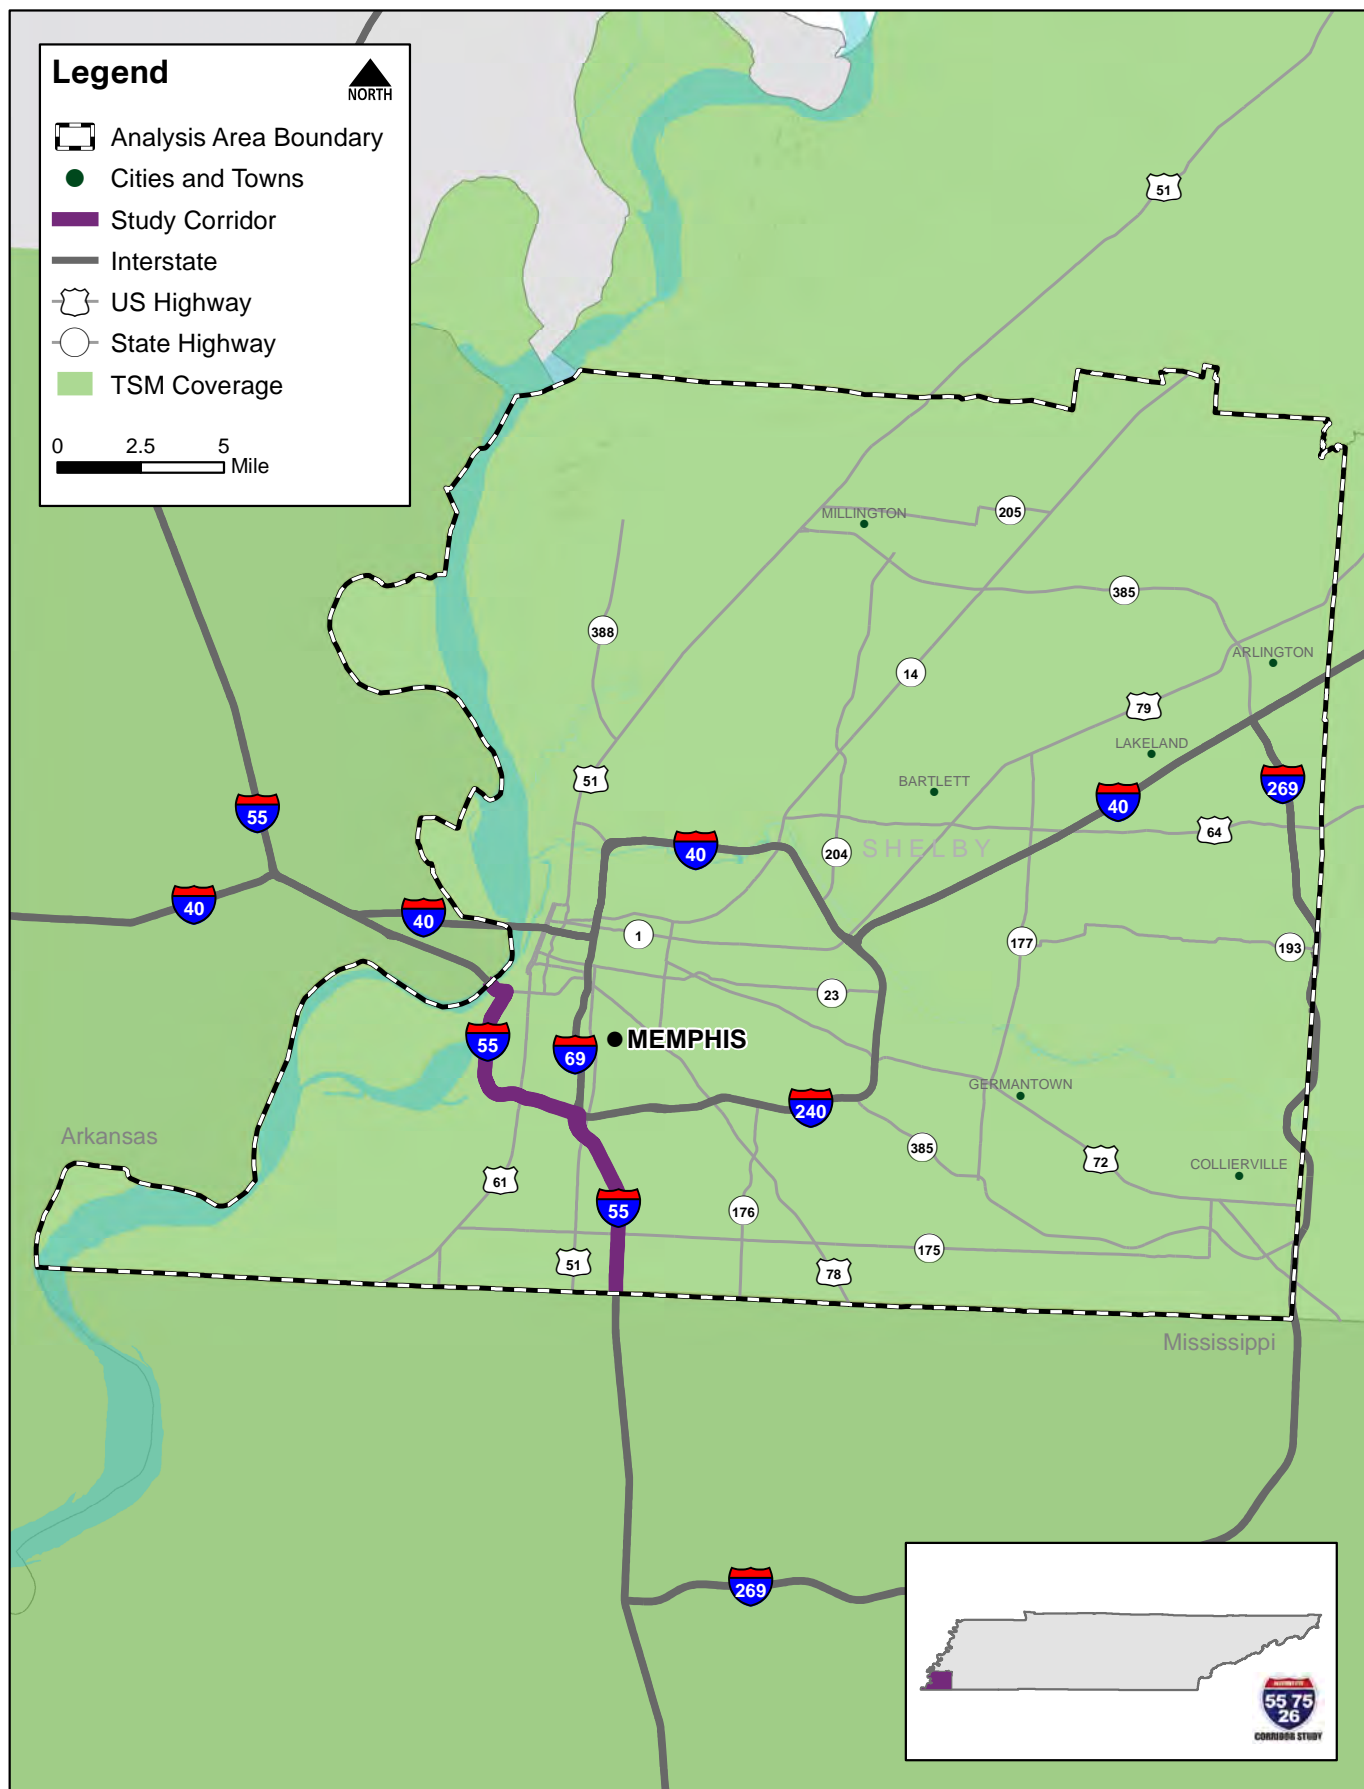 Legend
NORTH
Analysis Area Boundary
Cities and Towns
Study Corridor
Interstate
US Highway
State Highway
TSM Coverage
0 2.5 5
Mile
51
MILLINGTON
205
385
388
ARLINGTON
14
79
LAKELAND
51
BARTLETT
40
269
55
64
40
204
SHELBY
40
40
1
177
193
23
55
69
MEMPHIS
GERMANTOWN
240
Arkansas
385
72
COLLIERVILLE
61
55
176
175
51
78
Mississippi
269
55 75
26
CORRIDOR STUDY